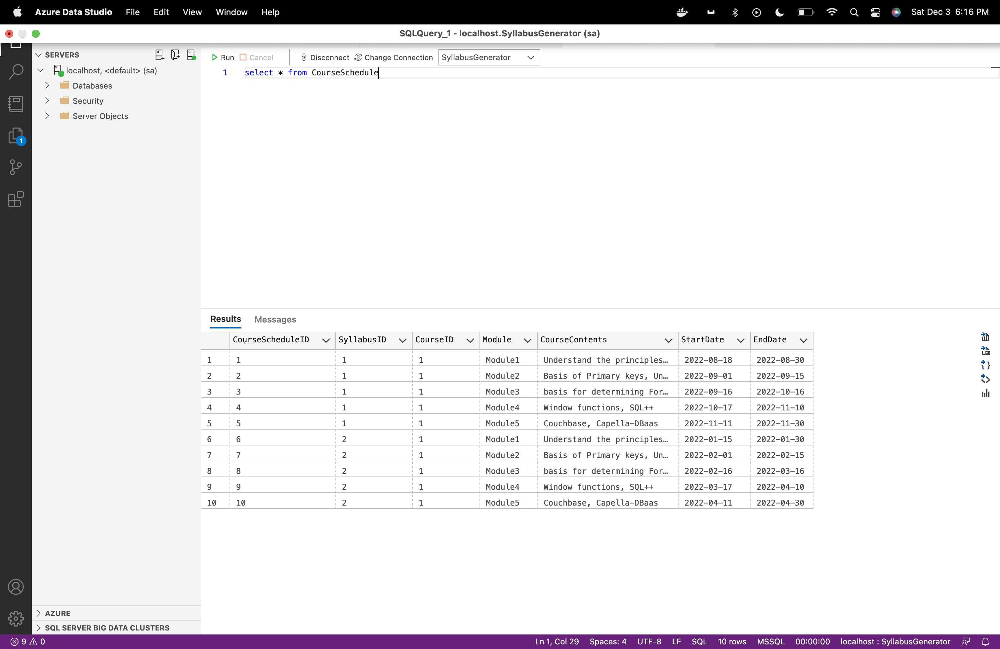 Azure Data Studio File Edit View Window Help Sat Dec 3 6:16 PM
SQLQuery_1 - localhost.SyllabusGenerator (sa)
SERVERS
localhost, <default> (sa)
Databases
Security
Server Objects
1
AZURE
SQL SERVER BIG DATA CLUSTERS
Run Cancel Disconnect Change Connection SyllabusGenerator
1 select * from CourseSchedule
Results Messages
CourseScheduleID SyllabusID CourseID Module CourseContents StartDate EndDate
1 1 1 1 Module1 Understand the principles… 2022-08-18 2022-08-30
2 2 1 1 Module2 Basis of Primary keys, Un… 2022-09-01 2022-09-15
3 3 1 1 Module3 basis for determining For… 2022-09-16 2022-10-16
4 4 1 1 Module4 Window functions, SQL++ 2022-10-17 2022-11-10
5 5 1 1 Module5 Couchbase, Capella-DBaas 2022-11-11 2022-11-30
6 6 2 1 Module1 Understand the principles… 2022-01-15 2022-01-30
7 7 2 1 Module2 Basis of Primary keys, Un… 2022-02-01 2022-02-15
8 8 2 1 Module3 basis for determining For… 2022-02-16 2022-03-16
9 9 2 1 Module4 Window functions, SQL++ 2022-03-17 2022-04-10
10 10 2 1 Module5 Couchbase, Capella-DBaas 2022-04-11 2022-04-30
9 0 Ln 1, Col 29 Spaces: 4 UTF-8 LF SQL 10 rows MSSQL 00:00:00 localhost : SyllabusGenerator